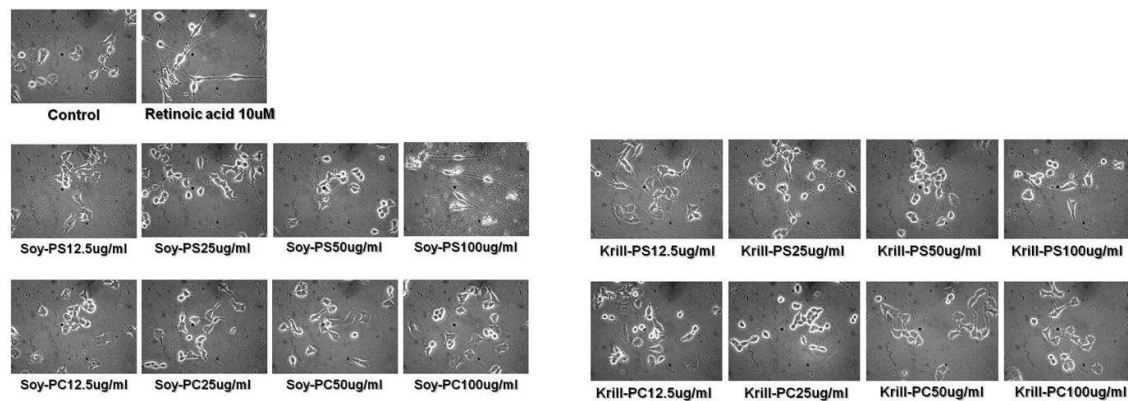 Control
Retinoic acid 10uM
Soy-PS12.5ug/ml
Soy-PS25ug/ml
Soy-PS50ug/ml
Soy-PS100ug/ml
Krill-PS12.5ug/ml
Krill-PS25ug/ml
Krill-PS50ug/ml
Krill-PS100ug/ml
Soy-PC12.5ug/ml
Soy-PC25ug/ml
Soy-PC50ug/ml
Soy-PC100ug/ml
Krill-PC12.5ug/ml
Krill-PC25ug/ml
Krill-PC50ug/ml
Krill-PC100ug/ml